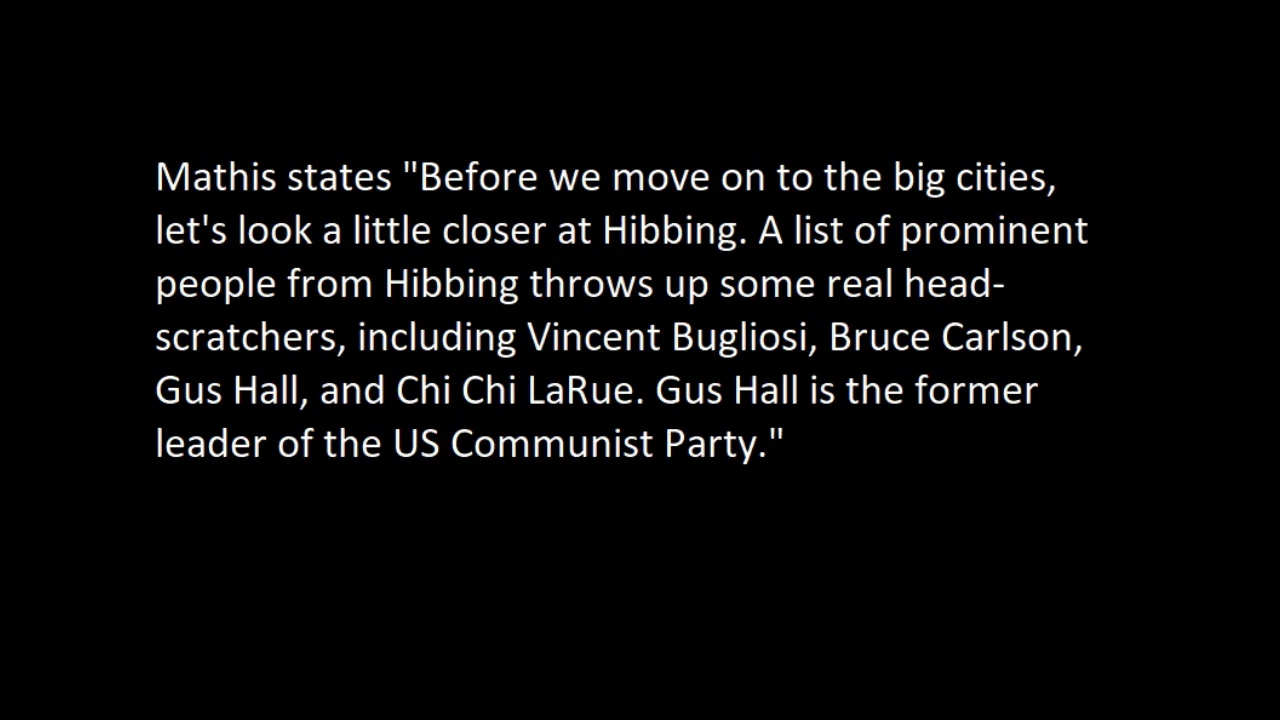 Mathis states "Before we move on to the big cities,
let's look a little closer at Hibbing. A list of prominent
people from Hibbing throws up some real head-
scratchers, including Vincent Bugliosi, Bruce Carlson,
Gus Hall, and Chi Chi LaRue. Gus Hall is the former
leader of the US Communist Party."